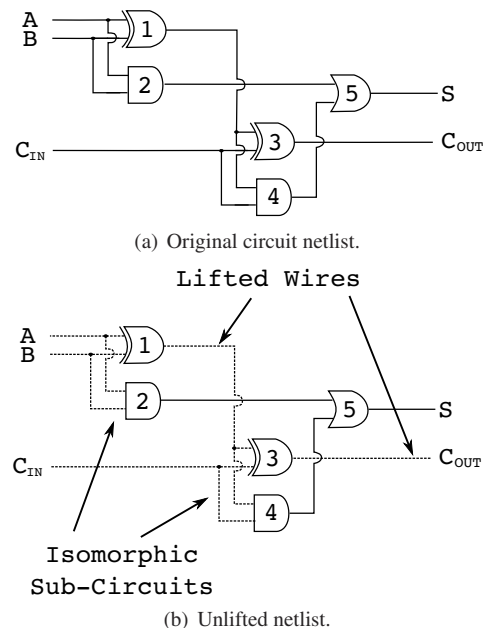 A
B
1
2
5
S
C_IN
3
C_OUT
4
(a) Original circuit netlist.
Lifted Wires
A
B
1
2
5
S
C_IN
3
C_OUT
4
Isomorphic
Sub-Circuits
(b) Unlifted netlist.